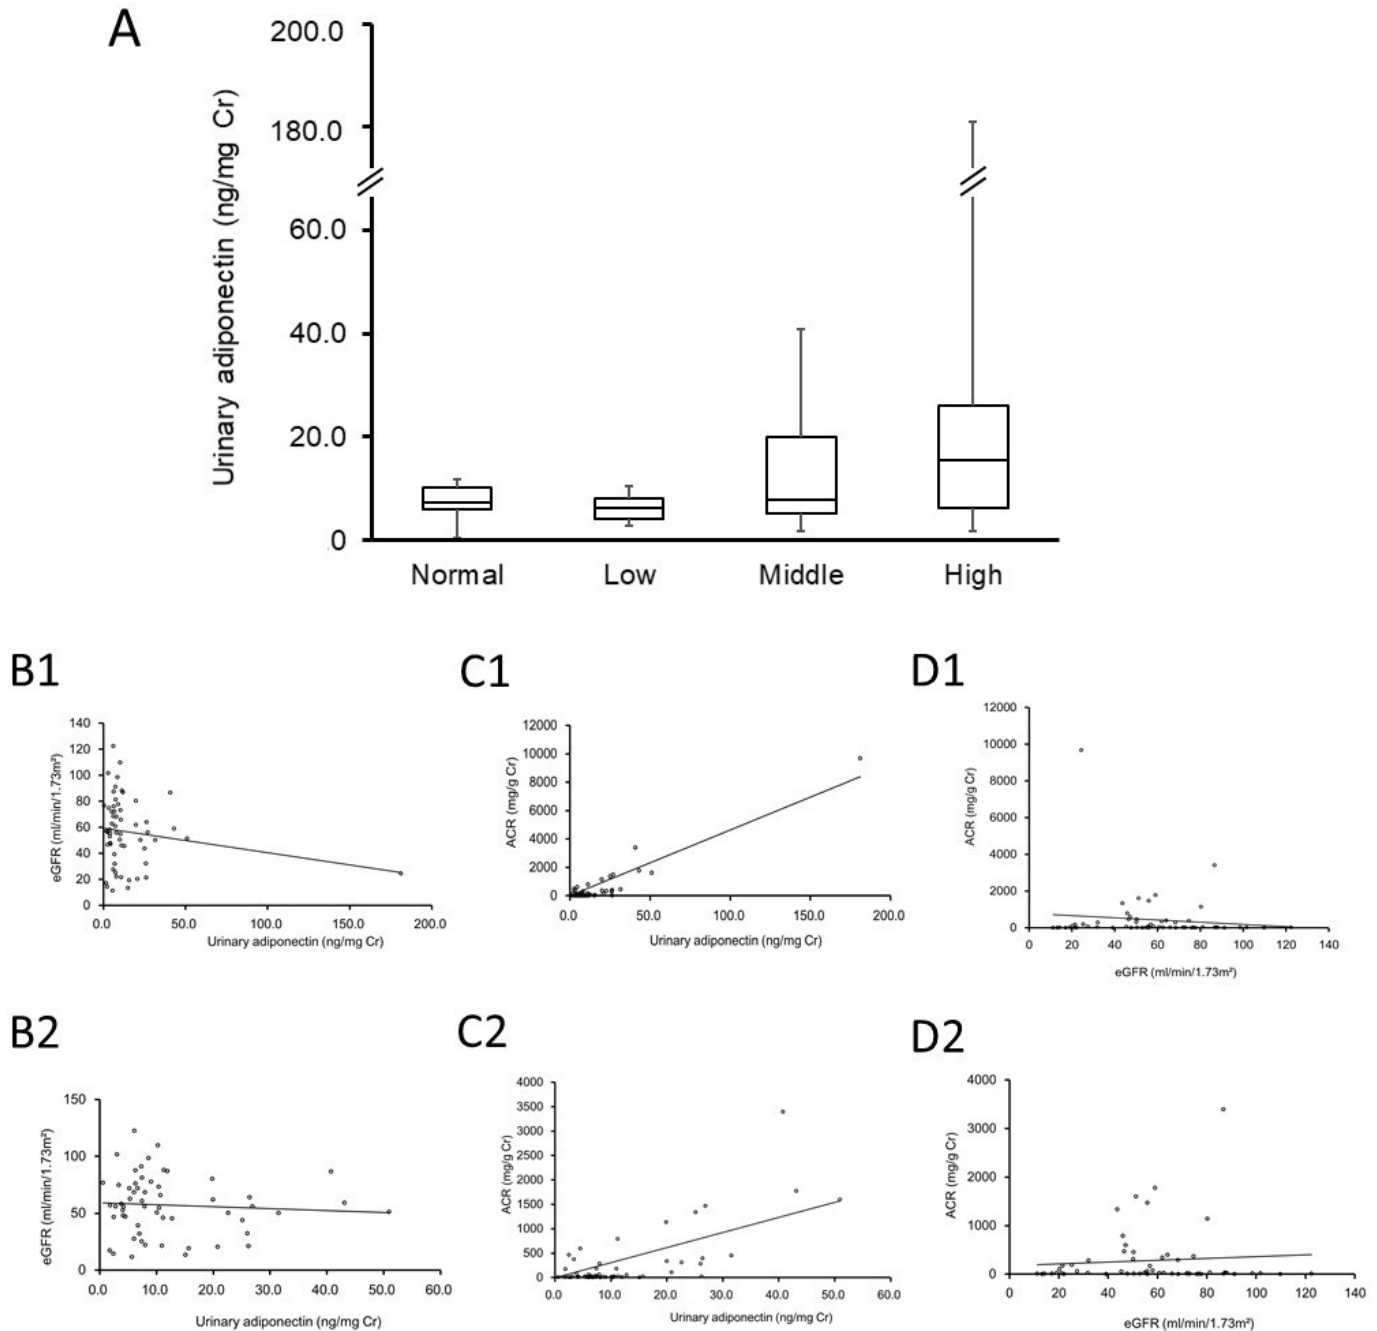 A
200.0
180.0
60.0
40.0
20.0
0
Urinary adiponectin (ng/mg Cr)
Normal Low Middle High
B1
140
120
100
80
60
40
20
0
eGFR (ml/min/1.73m²)
0.0 50.0 100.0 150.0 200.0
Urinary adiponectin (ng/mg Cr)
C1
12000
10000
8000
6000
4000
2000
0
ACR (mg/g Cr)
0.0 50.0 100.0 150.0 200.0
Urinary adiponectin (ng/mg Cr)
D1
12000
10000
8000
6000
4000
2000
0
ACR (mg/g Cr)
0 20 40 60 80 100 120 140
eGFR (ml/min/1.73m²)
B2
150
100
50
0
eGFR (ml/min/1.73m²)
0.0 10.0 20.0 30.0 40.0 50.0 60.0
Urinary adiponectin (ng/mg Cr)
C2
4000
3500
3000
2500
2000
1500
1000
500
0
ACR (mg/g Cr)
0.0 10.0 20.0 30.0 40.0 50.0 60.0
Urinary adiponectin (ng/mg Cr)
D2
4000
3000
2000
1000
0
ACR (mg/g Cr)
0 20 40 60 80 100 120 140
eGFR (ml/min/1.73m²)